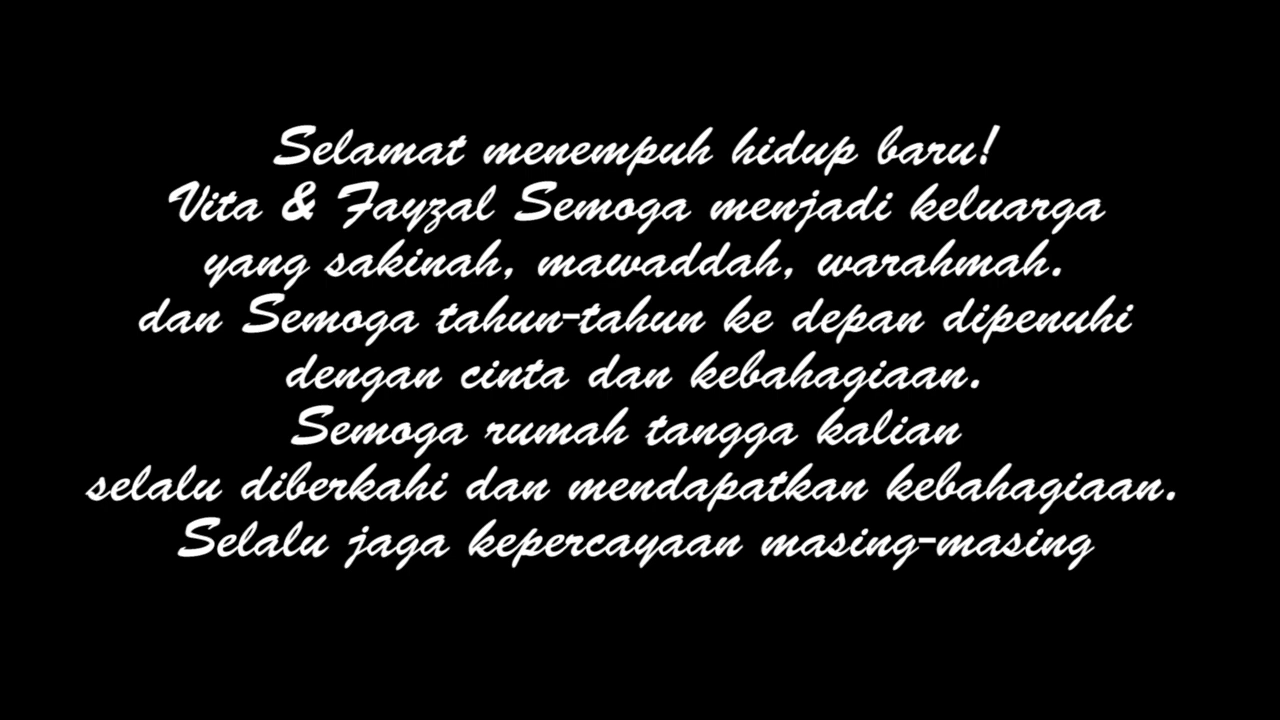 Selamat menempuh hidup baru!
Vita & Fayzal Semoga menjadi keluarga
yang sakinah, mawaddah, warahmah.
dan Semoga tahun-tahun ke depan dipenuhi
dengan cinta dan kebahagiaan.
Semoga rumah tangga kalian
selalu diberkahi dan mendapatkan kebahagiaan.
Selalu jaga kepercayaan masing-masing